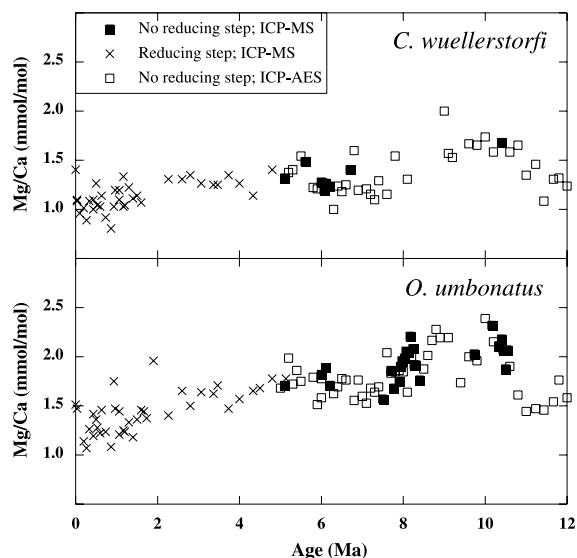 No reducing step; ICP-MS
Reducing step; ICP-MS
No reducing step; ICP-AES
C. wuellerstorfi
Mg/Ca (mmol/mol)
3.0
2.5
2.0
1.5
1.0
O. umbonatus
Mg/Ca (mmol/mol)
2.5
2.0
1.5
1.0
0 2 4 6 8 10 12
Age (Ma)